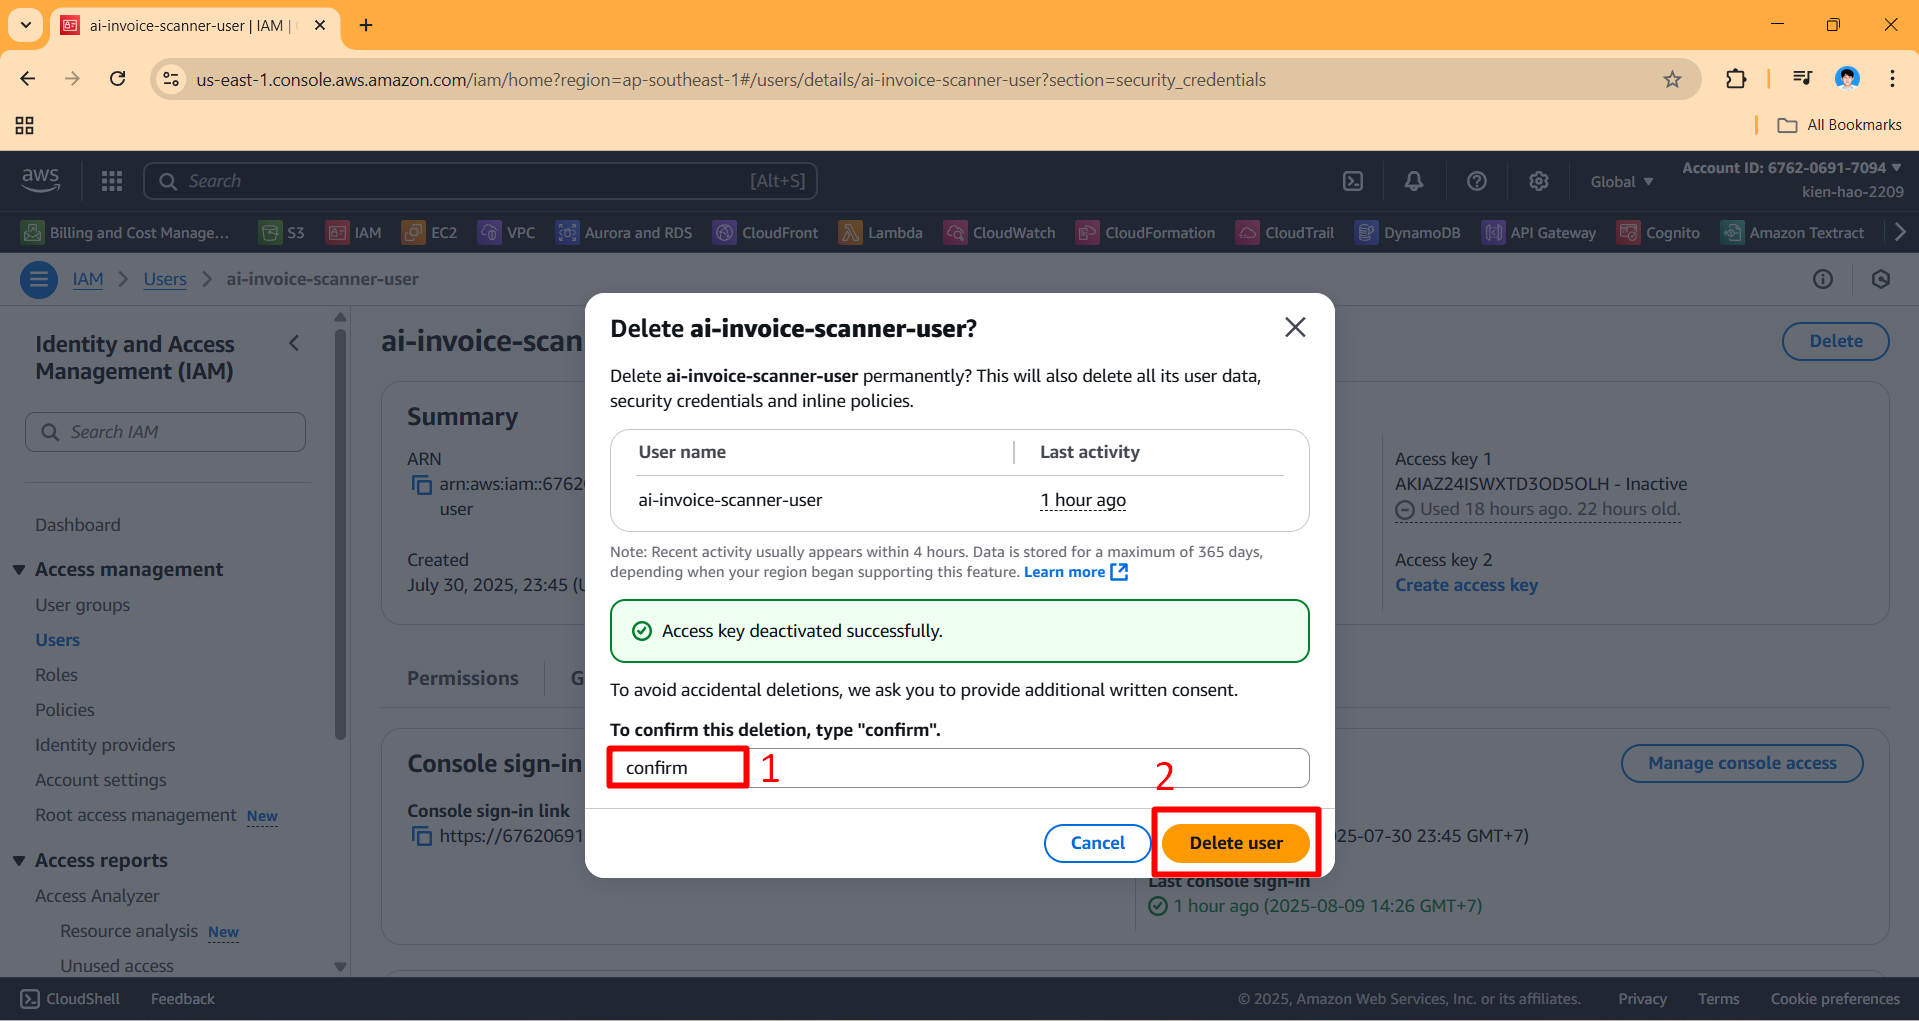 ai-invoice-scanner-user | IAM |
us-east-1.console.aws.amazon.com/iam/home?region=ap-southeast-1#/users/details/ai-invoice-scanner-user?section=security_credentials
All Bookmarks
aws
Search
[Alt+S]
Global
Account ID: 6762-0691-7094
kien-hao-2209
Billing and Cost Manage...
S3
IAM
EC2
VPC
Aurora and RDS
CloudFront
Lambda
CloudWatch
CloudFormation
CloudTrail
DynamoDB
API Gateway
Cognito
Amazon Textract
IAM
Users
ai-invoice-scanner-user
Identity and Access
Management (IAM)
Search IAM
Dashboard
Access management
User groups
Users
Roles
Policies
Identity providers
Account settings
Root access management New
Access reports
Access Analyzer
Resource analysis New
Unused access
ai-invoice-scan
Delete
Summary
ARN
arn:aws:iam::6762
user
Created
July 30, 2025, 23:45 (U
Access key 1
AKIAZ24ISWXTD3OD5OLH - Inactive
Used 18 hours ago. 22 hours old.
Access key 2
Create access key
Permissions
G
Console sign-in
Manage console access
Console sign-in link
https://67620691
25-07-30 23:45 GMT+7)
Last console sign-in
1 hour ago (2025-08-09 14:26 GMT+7)
Delete ai-invoice-scanner-user?
Delete ai-invoice-scanner-user permanently? This will also delete all its user data,
security credentials and inline policies.
User name
Last activity
ai-invoice-scanner-user
1 hour ago
Note: Recent activity usually appears within 4 hours. Data is stored for a maximum of 365 days,
depending when your region began supporting this feature. Learn more
Access key deactivated successfully.
To avoid accidental deletions, we ask you to provide additional written consent.
To confirm this deletion, type "confirm".
confirm
1
2
Cancel
Delete user
CloudShell
Feedback
© 2025, Amazon Web Services, Inc. or its affiliates.
Privacy
Terms
Cookie preferences